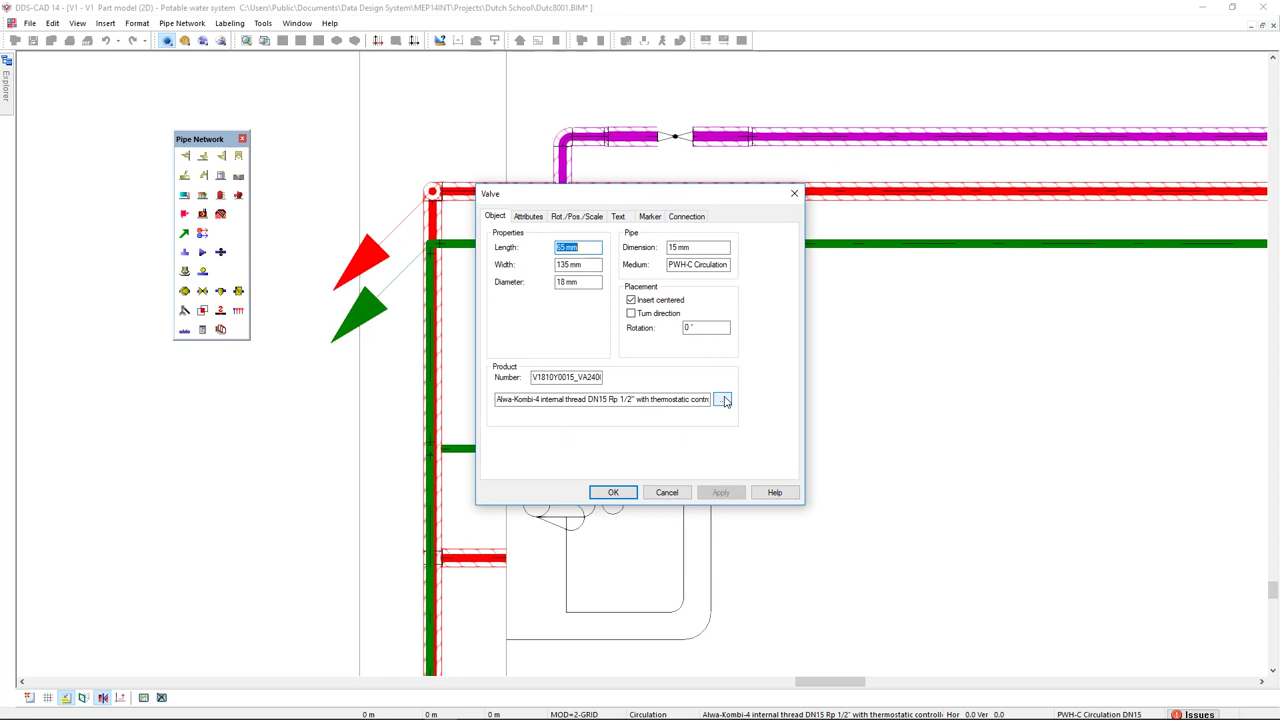 DDS-CAD 14 - [V1 - V1  Part model (2D) - Potable water system   C:\Users\Public\Documents\Data Design System\MEP14INT\Projects\Dutch School\Dutc8001.BIM* ]
File Edit View Insert Format Pipe Network Labeling Tools Window Help
Explorer
Pipe Network
Valve
Object Attributes Rot./Pos./Scale Text Marker Connection
Properties
Length: 65 mm
Width: 135 mm
Diameter: 18 mm
Pipe
Dimension: 15 mm
Medium: PWH-C Circulation
Placement
Insert centered
Turn direction
Rotation: 0 °
Product
Number: V1810Y0015_VA240(
Alwa-Kombi-4 internal thread DN15 Rp 1/2" with thermostatic contro
OK Cancel Apply Help
0 m 0 m 0 m MOD=2-GRID Circulation Alwa-Kombi-4 internal thread DN15 Rp 1/2" with thermostatic controll- Hor 0.0 Ver 0.0 PWH-C Circulation DN15 Issues